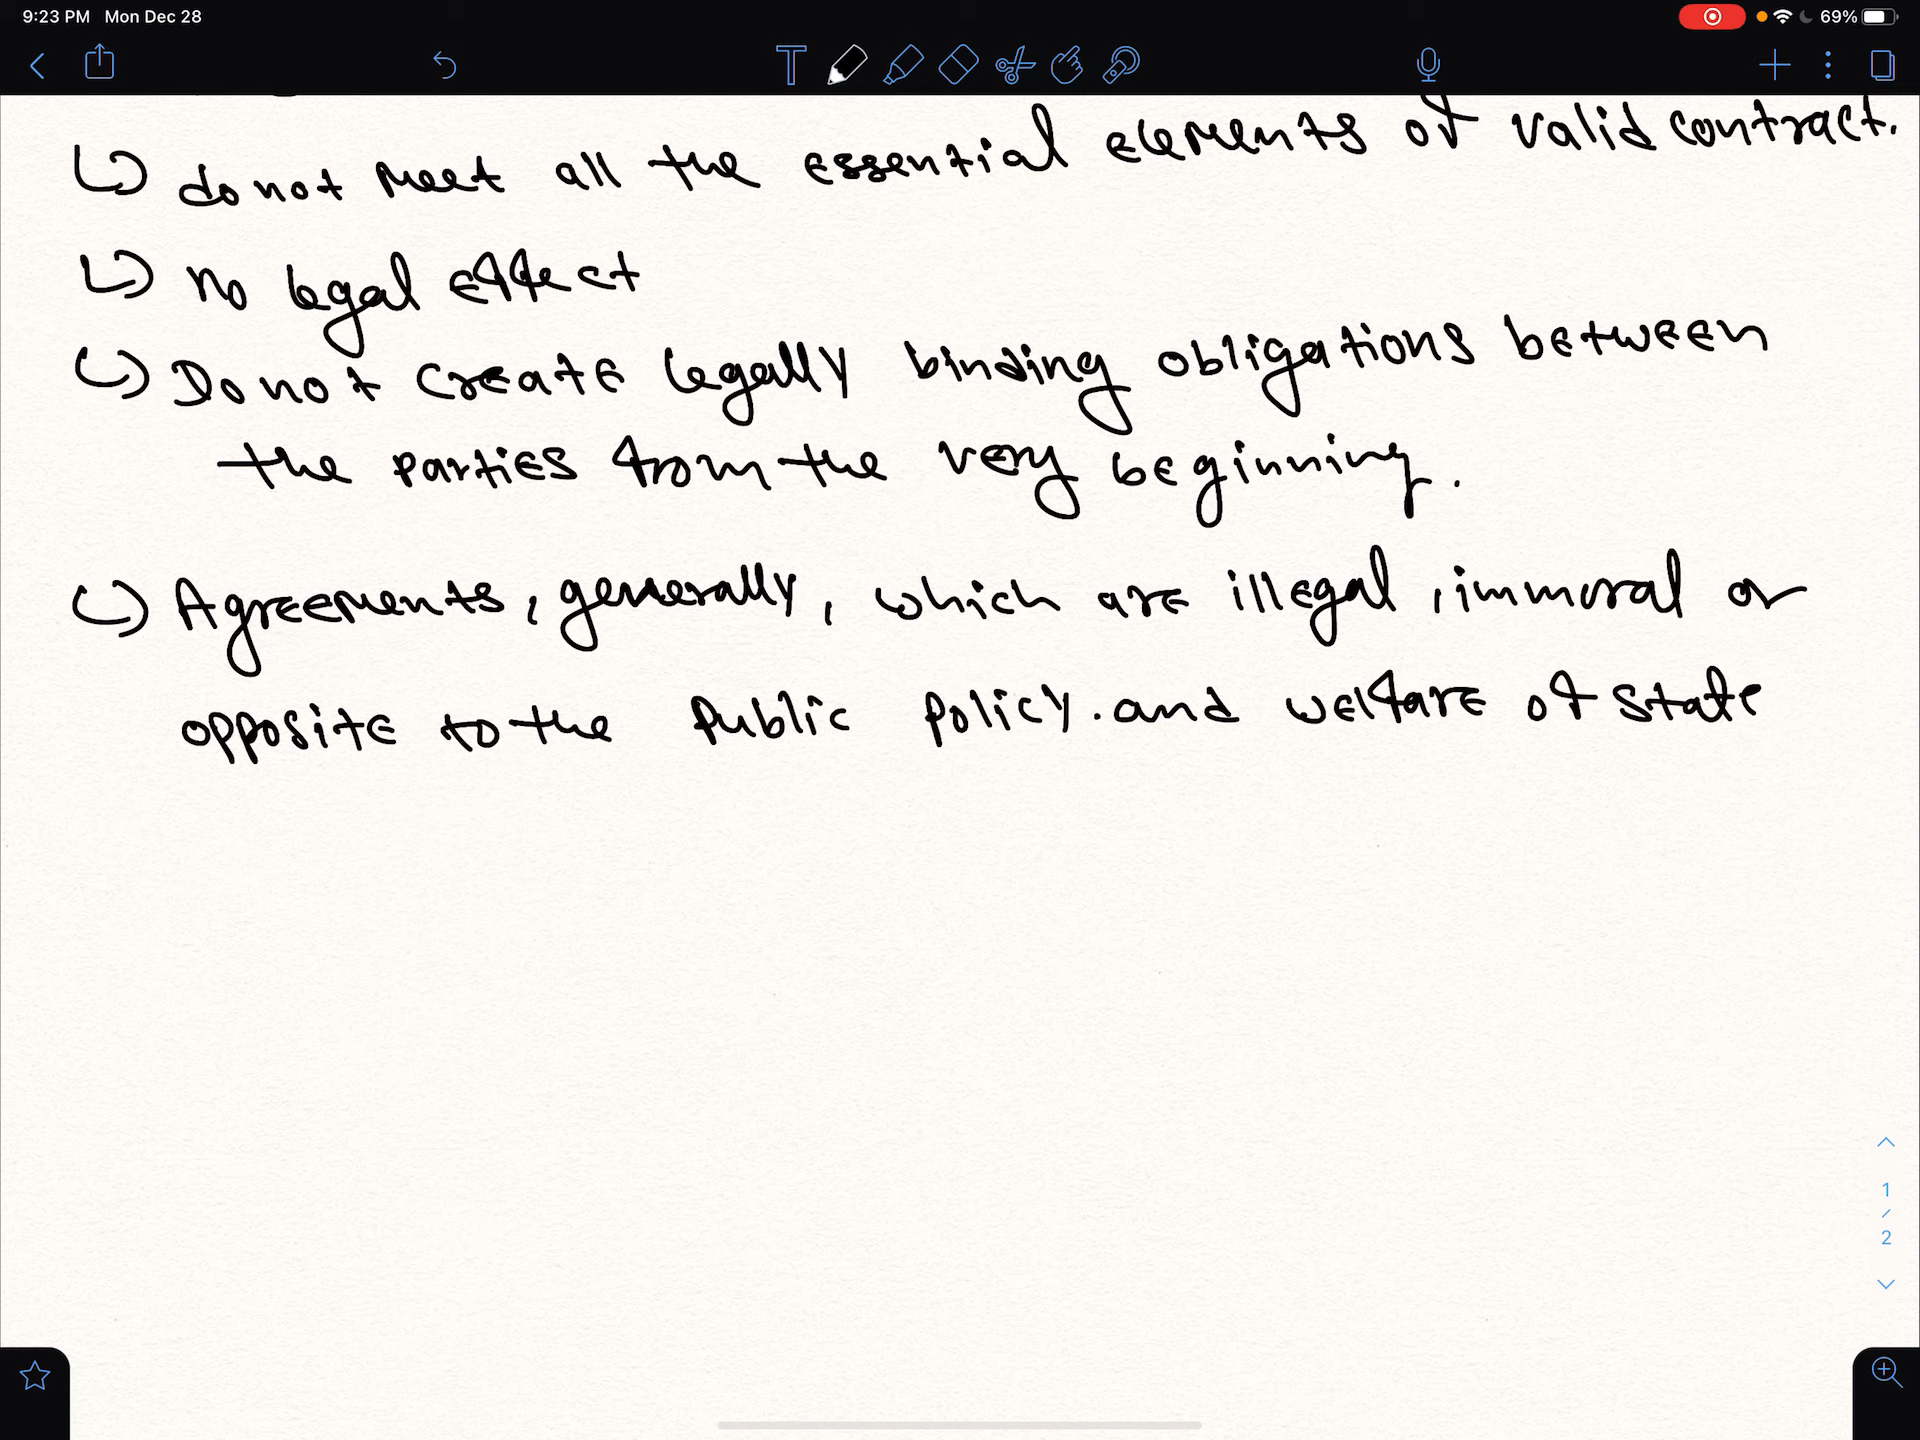 9:23 PM Mon Dec 28
69%
do not meet all the essential elements of valid contract.
no legal effect
Do not create legally binding obligations between
the parties from the very beginning.
Agreements, generally, which are illegal, immoral or
opposite to the public policy. and welfare of state
1
/
2